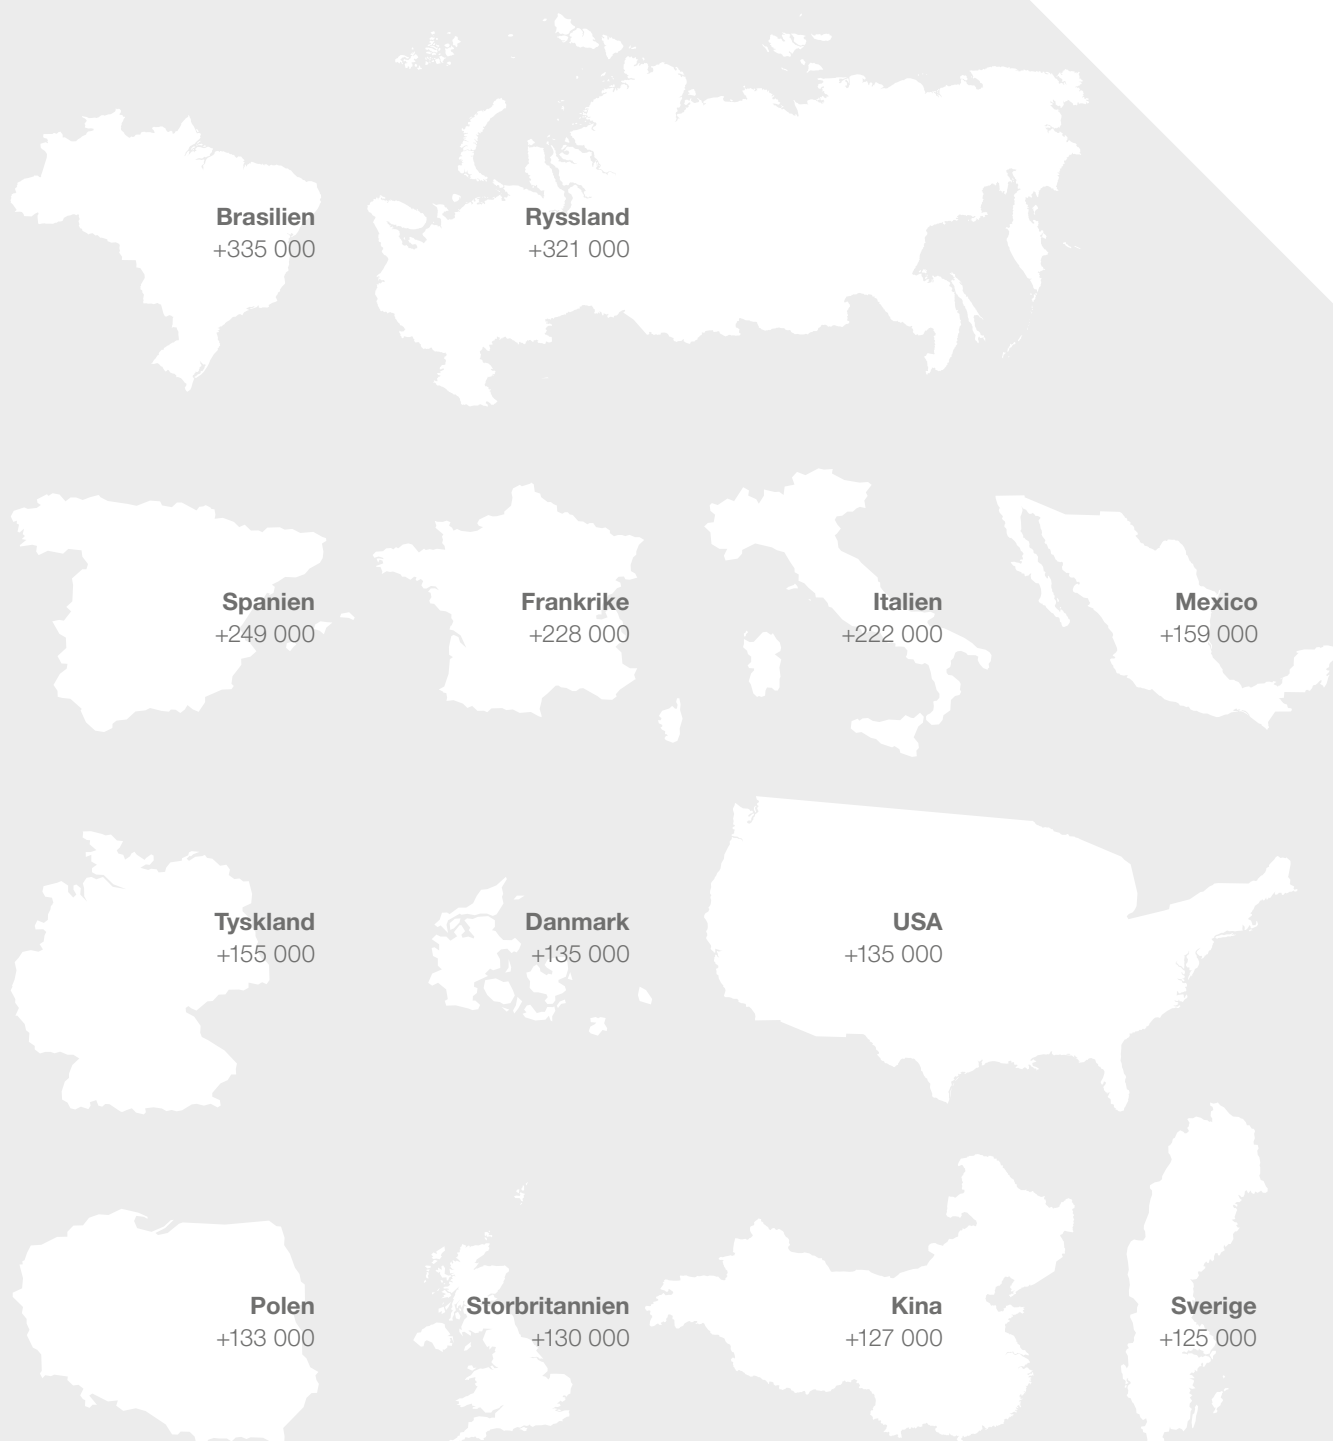 Brasilien
+335 000
Ryssland
+321 000
Spanien
+249 000
Frankrike
+228 000
Italien
+222 000
Mexico
+159 000
Tyskland
+155 000
Danmark
+135 000
USA
+135 000
Polen
+133 000
Storbritannien
+130 000
Kina
+127 000
Sverige
+125 000